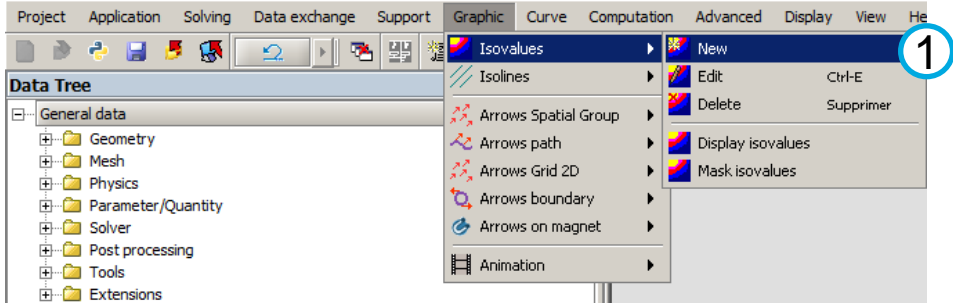 Project Application Solving Data exchange Support Graphic Curve Computation Advanced Display View He
Isovalues New
1
Data Tree Isolines Edit Ctrl-E
General data Arrows Spatial Group Delete Supprimer
Geometry Arrows path Display isovalues
Mesh Arrows Grid 2D Mask isovalues
Physics
Parameter/Quantity Arrows boundary
Solver Arrows on magnet
Post processing
Tools Animation
Extensions